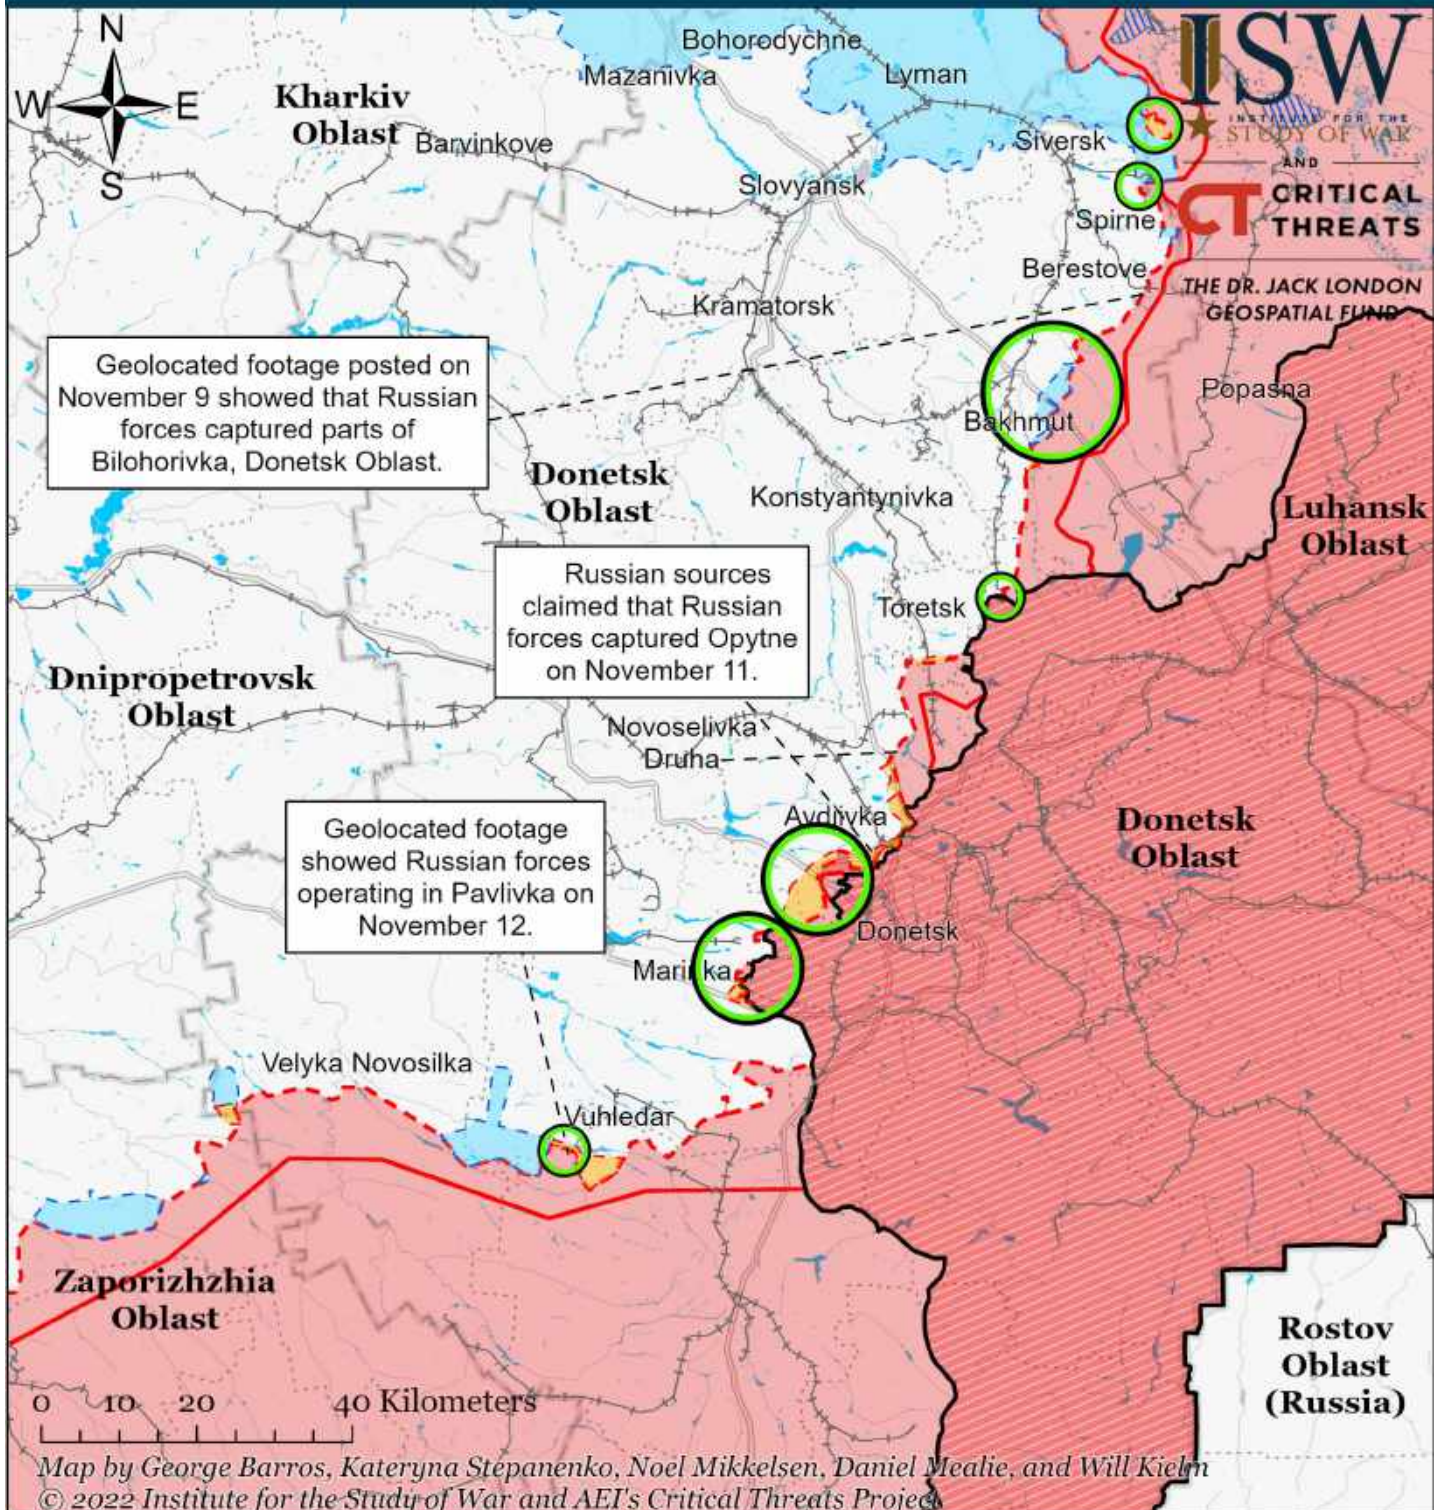 N
W
E
S
Bohorodychne
Mazanivka
Lyman
ISW
INSTITUTE FOR THE
STUDY OF WAR
AND
CT CRITICAL
THREATS
THE DR. JACK LONDON
GEOSPATIAL FUND
Kharkiv
Oblast
Barvinkove
Siversk
Slovyansk
Spirne
Berestove
Kramatorsk
Geolocated footage posted on
November 9 showed that Russian
forces captured parts of
Bilohorivka, Donetsk Oblast.
Popasna
Bakhmut
Donetsk
Oblast
Konstyantynivka
Luhansk
Oblast
Russian sources
claimed that Russian
forces captured Opytne
on November 11.
Toretsk
Dnipropetrovsk
Oblast
Novoselivka
Druha
Avdiivka
Donetsk
Oblast
Geolocated footage
showed Russian forces
operating in Pavlivka on
November 12.
Donetsk
Marinka
Velyka Novosilka
Vuhledar
Zaporizhzhia
Oblast
Rostov
Oblast
(Russia)
0 10 20 40 Kilometers
Map by George Barros, Kateryna Stepanenko, Noel Mikkelsen, Daniel Mealie, and Will Kielm
© 2022 Institute for the Study of War and AEI's Critical Threats Project